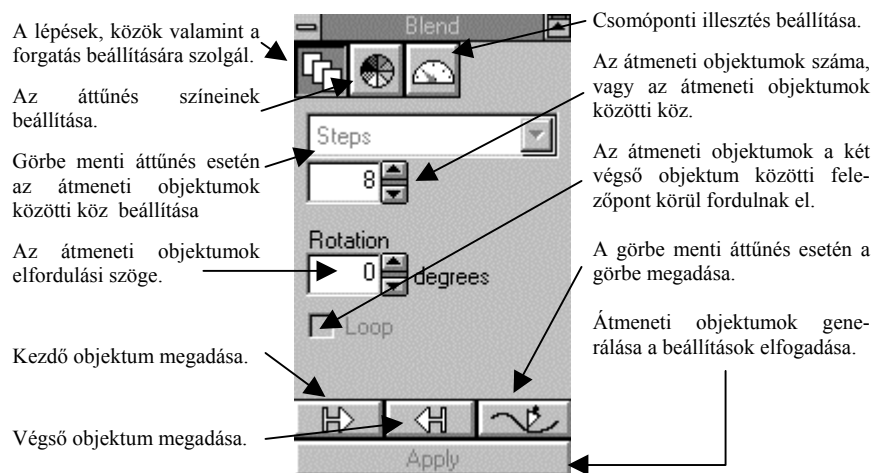 A lépések, közök valamint a
forgatás beállítására szolgál.
Az áttűnés színeinek
beállítása.
Görbe menti áttűnés esetén
az átmeneti objektumok
közötti köz beállítása
Az átmeneti objektumok
elfordulási szöge.
Kezdő objektum megadása.
Végső objektum megadása.
Blend
Steps
8
Rotation
0 degrees
Loop
Apply
Csomóponti illesztés beállítása.
Az átmeneti objektumok száma,
vagy az átmeneti objektumok
közötti köz.
Az átmeneti objektumok a két
végső objektum közötti fele-
zőpont körül fordulnak el.
A görbe menti áttűnés esetén a
görbe megadása.
Átmeneti objektumok gene-
rálása a beállítások elfogadása.